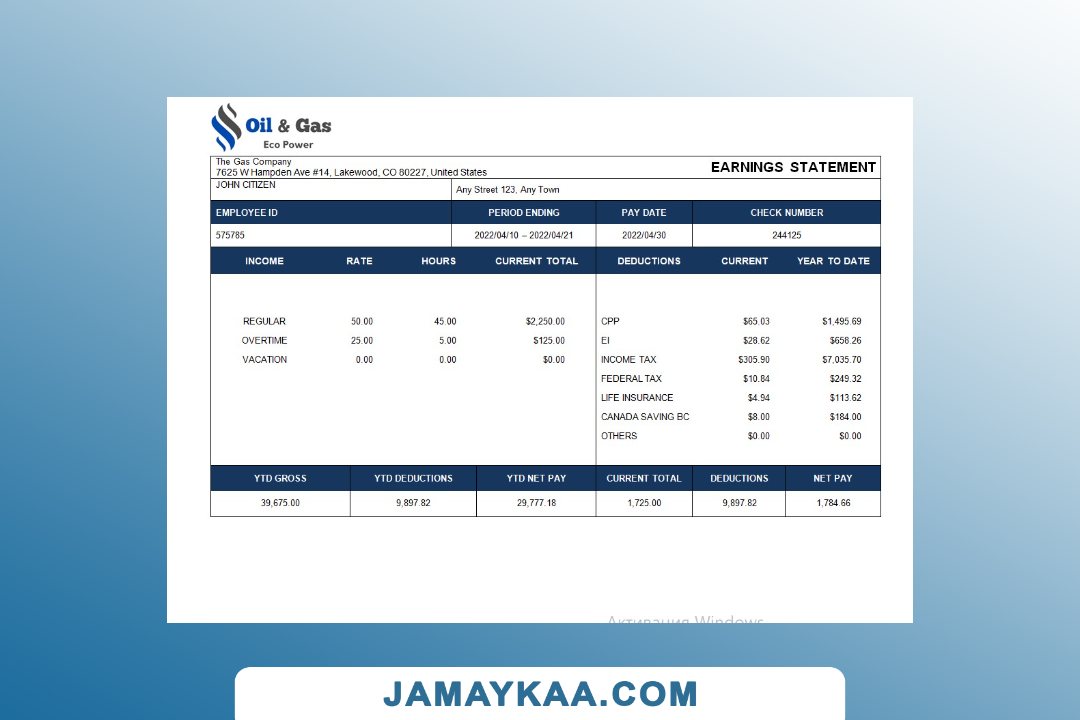 Oil & Gas
Eco Power
The Gas Company
7625 W Hampden Ave #14, Lakewood, CO 80227, United States
EARNINGS STATEMENT
JOHN CITIZEN
Any Street 123, Any Town
EMPLOYEE ID PERIOD ENDING PAY DATE CHECK NUMBER
575785 2022/04/10 – 2022/04/21 2022/04/30 244125
INCOME RATE HOURS CURRENT TOTAL DEDUCTIONS CURRENT YEAR TO DATE
REGULAR 50.00 45.00 $2,250.00 CPP $65.03 $1,495.69
OVERTIME 25.00 5.00 $125.00 EI $28.62 $658.26
VACATION 0.00 0.00 $0.00 INCOME TAX $305.90 $7,035.70
FEDERAL TAX $10.84 $249.32
LIFE INSURANCE $4.94 $113.62
CANADA SAVING BC $8.00 $184.00
OTHERS $0.00 $0.00
YTD GROSS YTD DEDUCTIONS YTD NET PAY CURRENT TOTAL DEDUCTIONS NET PAY
39,675.00 9,897.82 29,777.18 1,725.00 9,897.82 1,784.66
Активация Windows
JAMAYKAA.COM